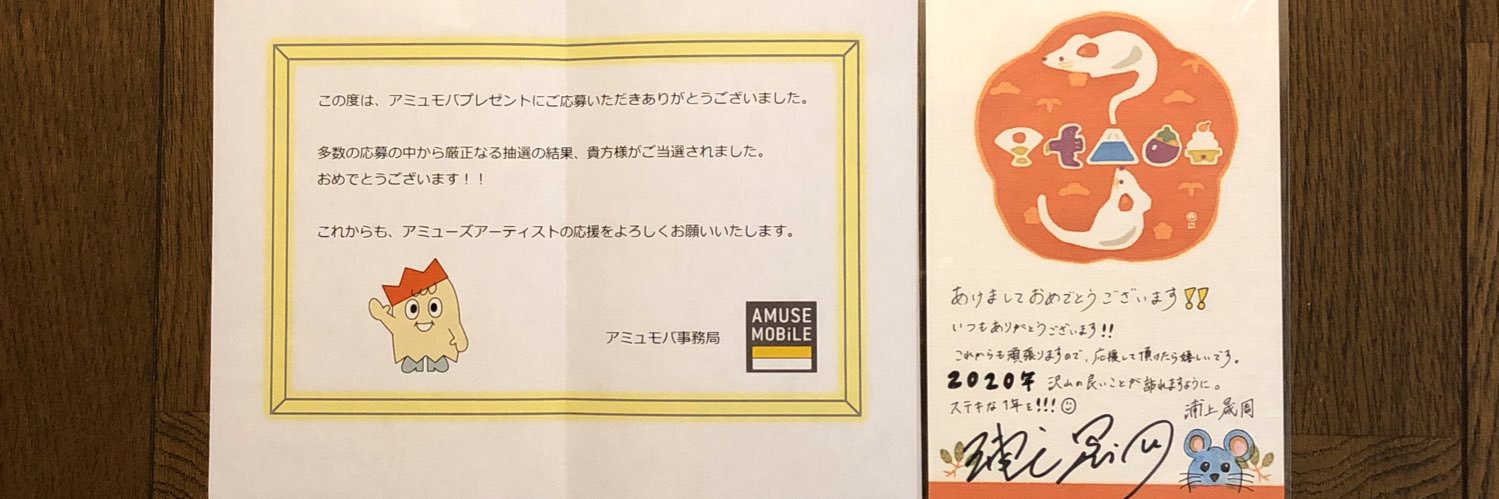 この度は、アミュモバプレゼントにご応募いただきありがとうございました。
多数の応募の中から厳正なる抽選の結果、貴方様がご当選されました。
おめでとうございます！！
これからも、アミューズアーティストの応援をよろしくお願いいたします。
アミュモバ事務局
AMUSE
MOBiLE
あけましておめでとうございます!!
いつもありがとうございます!!
これからも頑張りますので、応援して頂けたら嬉しいです。
2020年 沢山の良いことが訪れますように。
ステキな1年を!!!
浦上晟周